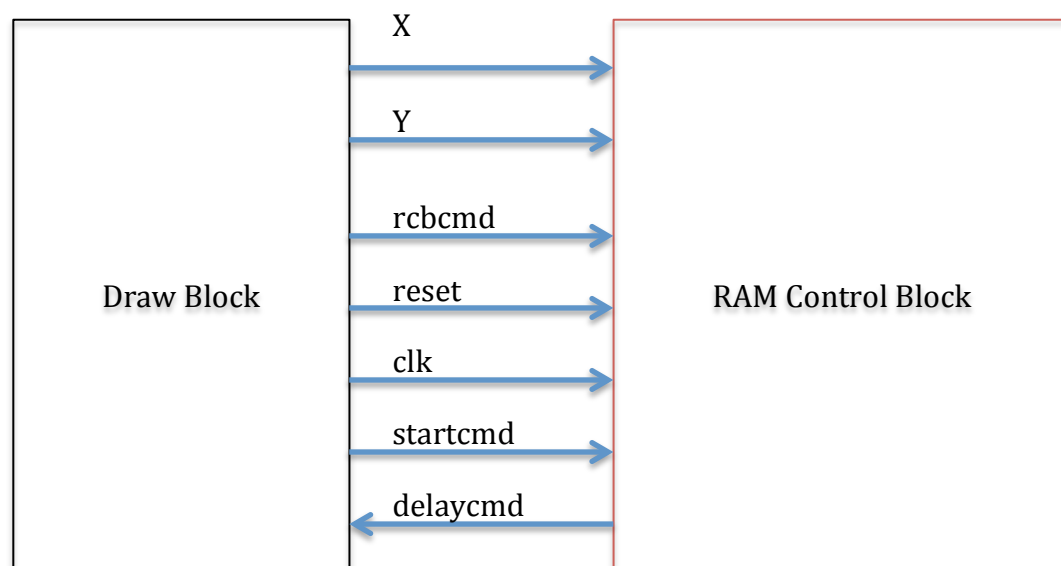 X
Y
rcbcmd
Draw Block
reset
RAM Control Block
clk
startcmd
delaycmd